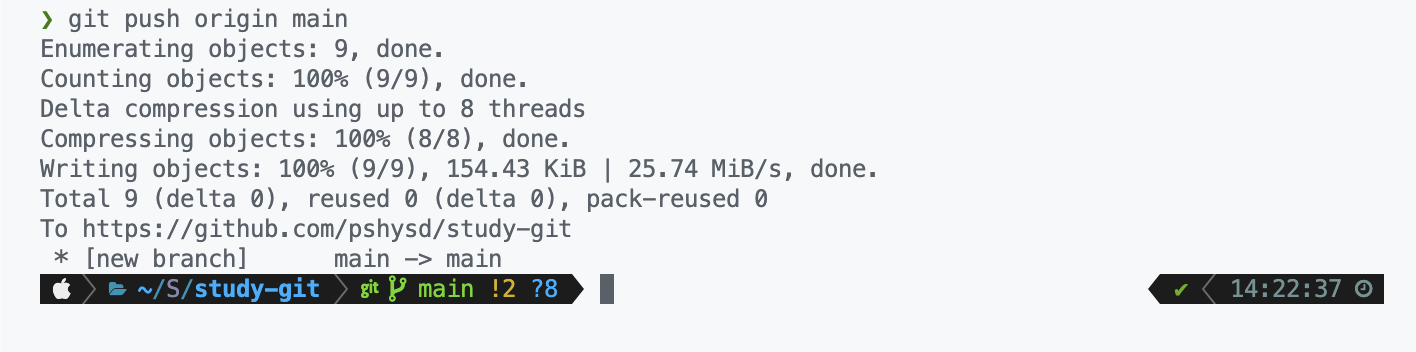 ❯ git push origin main
Enumerating objects: 9, done.
Counting objects: 100% (9/9), done.
Delta compression using up to 8 threads
Compressing objects: 100% (8/8), done.
Writing objects: 100% (9/9), 154.43 KiB | 25.74 MiB/s, done.
Total 9 (delta 0), reused 0 (delta 0), pack-reused 0
To https://github.com/pshysd/study-git
 * [new branch]      main -> main
~/S/study-git git main !2 ?8 ✔ 14:22:37